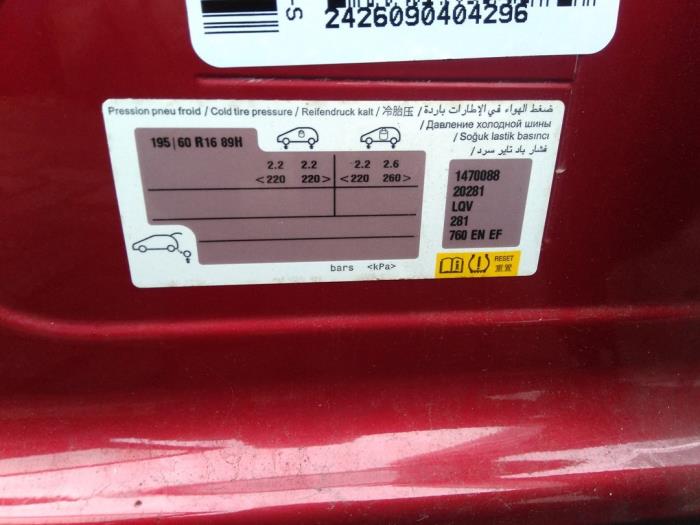 -S
2426090404296
Pression pneu froid / Cold tire pressure / Reifendruck kalt / 冷胎压 / ضغط الهواء في الإطارات باردة
/ Давление холодной шины
/ Soğuk lastik basıncı
/ فشار باد تایر سرد
195|60 R16 89H
2.2 2.2 2.2 2.6
<220 220> <220 260>
1470088
20281
LQV
281
760 EN EF
RESET
重置
bars <kPa>